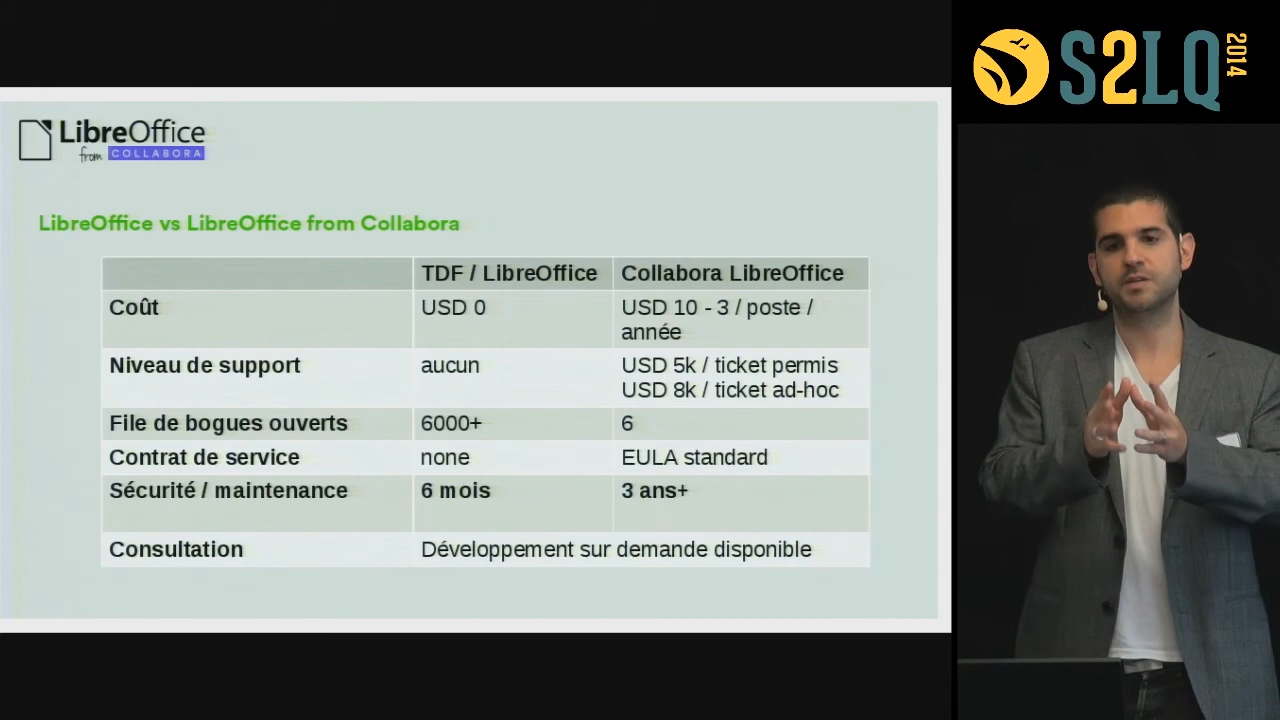 LibreOffice
from COLLABORA
LibreOffice vs LibreOffice from Collabora
TDF / LibreOffice Collabora LibreOffice
Coût USD 0 USD 10 - 3 / poste /
année
Niveau de support aucun USD 5k / ticket permis
USD 8k / ticket ad-hoc
File de bogues ouverts 6000+ 6
Contrat de service none EULA standard
Sécurité / maintenance 6 mois 3 ans+
Consultation Développement sur demande disponible
S2LQ 2014